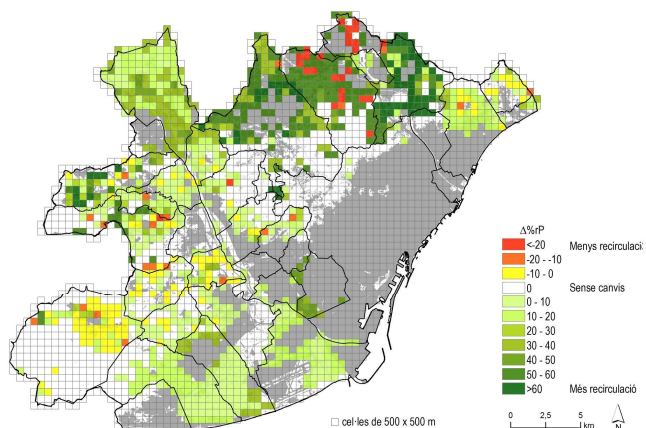 Δ%rP
<-20 Menys recirculaci
-20 - -10
-10 - 0
0 Sense canvis
0 - 10
10 - 20
20 - 30
30 - 40
40 - 50
50 - 60
>60 Més recirculació
cel·les de 500 x 500 m
0 2,5 5
km
N